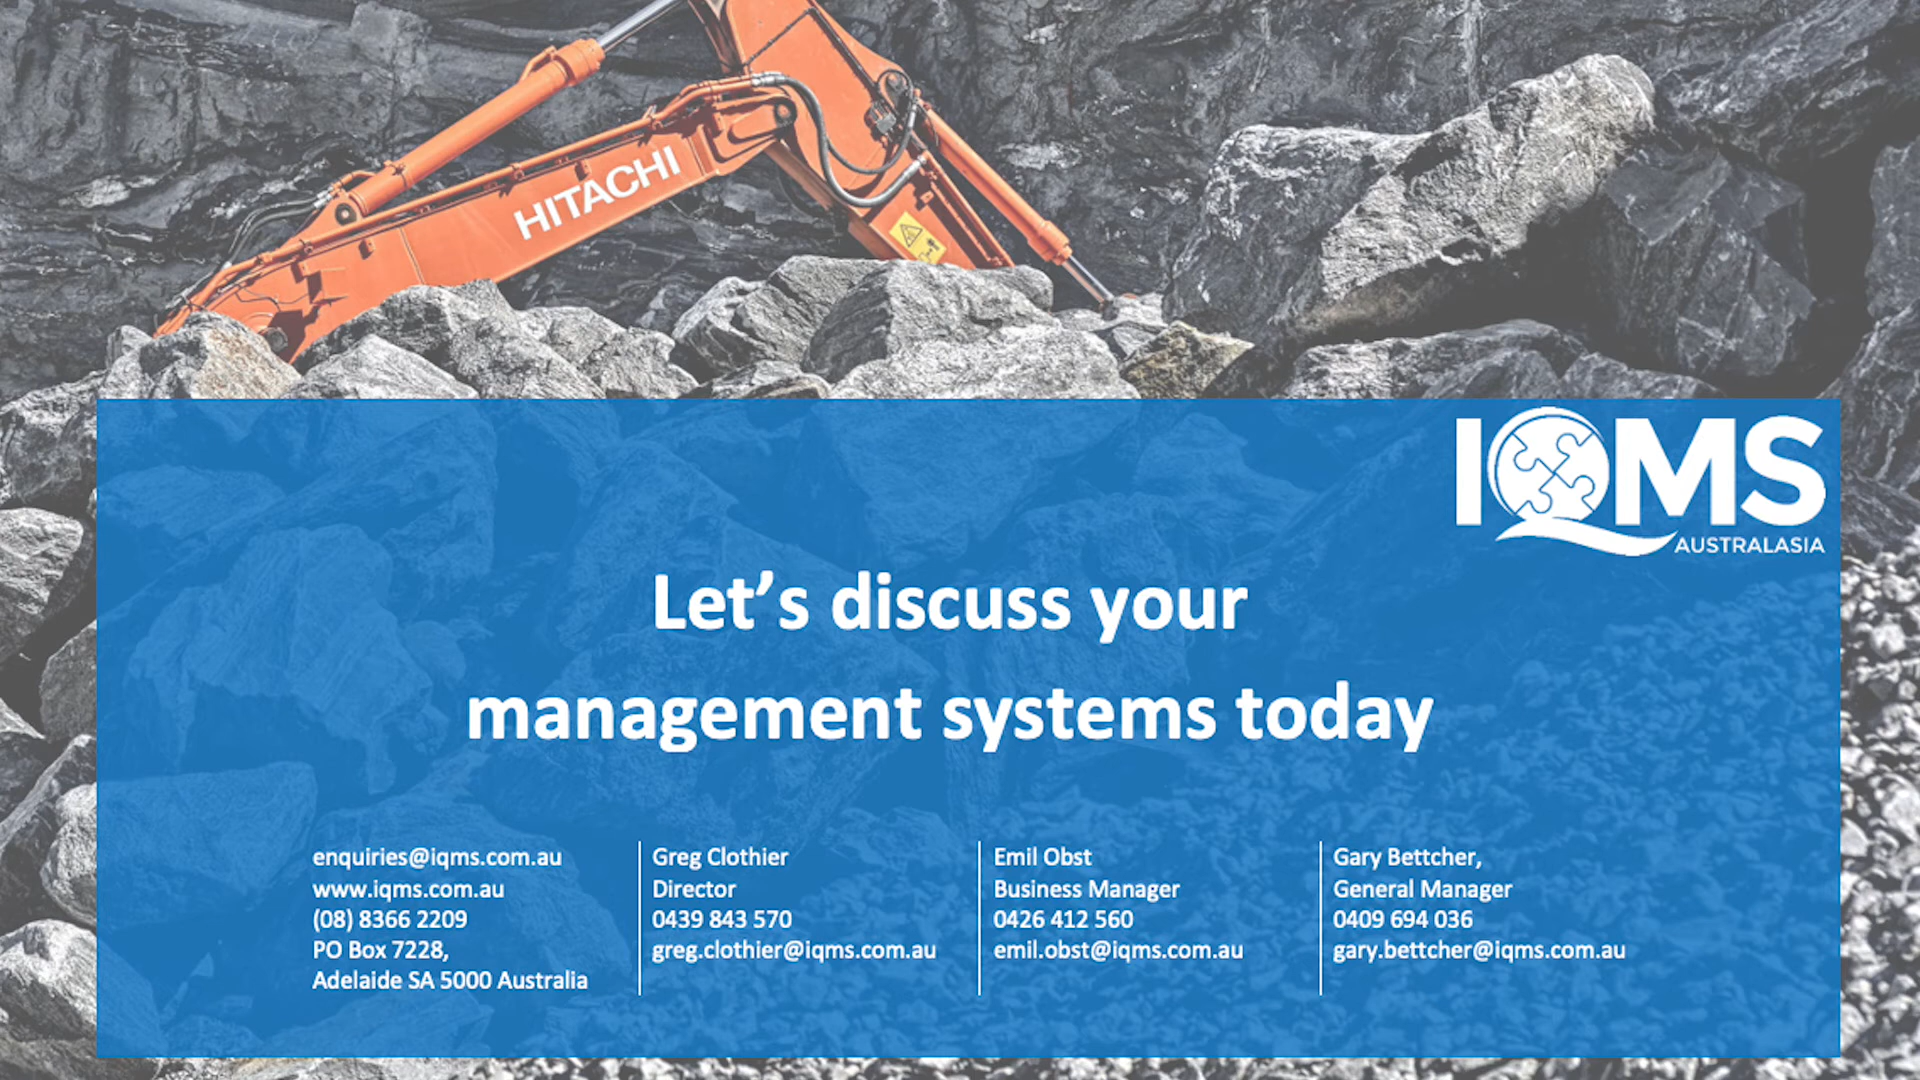 HITACHI
IQMS
AUSTRALASIA
Let’s discuss your
management systems today
enquiries@iqms.com.au
www.iqms.com.au
(08) 8366 2209
PO Box 7228,
Adelaide SA 5000 Australia
Greg Clothier
Director
0439 843 570
greg.clothier@iqms.com.au
Emil Obst
Business Manager
0426 412 560
emil.obst@iqms.com.au
Gary Bettcher,
General Manager
0409 694 036
gary.bettcher@iqms.com.au